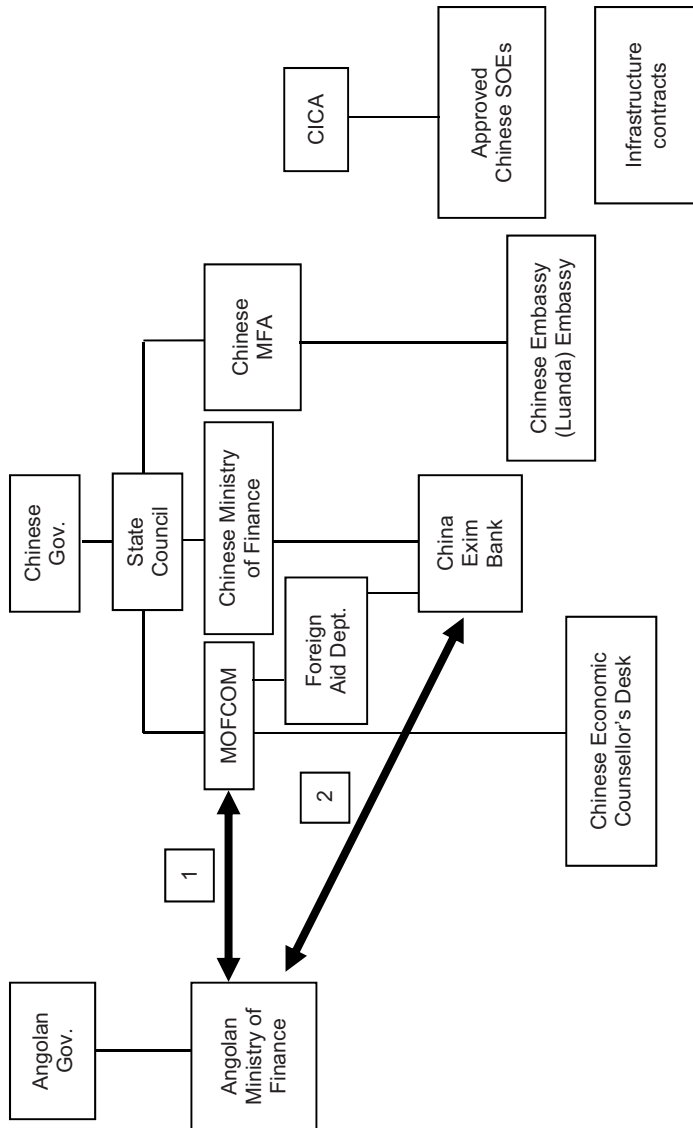 Angolan
Gov.
Angolan
Ministry of
Finance
1
2
Chinese
Gov.
State
Council
MOFCOM
Chinese Ministry
of Finance
Chinese
MFA
Foreign
Aid Dept.
China
Exim
Bank
Chinese Economic
Counsellor's Desk
Chinese Embassy
(Luanda) Embassy
CICA
Approved
Chinese SOEs
Infrastructure
contracts